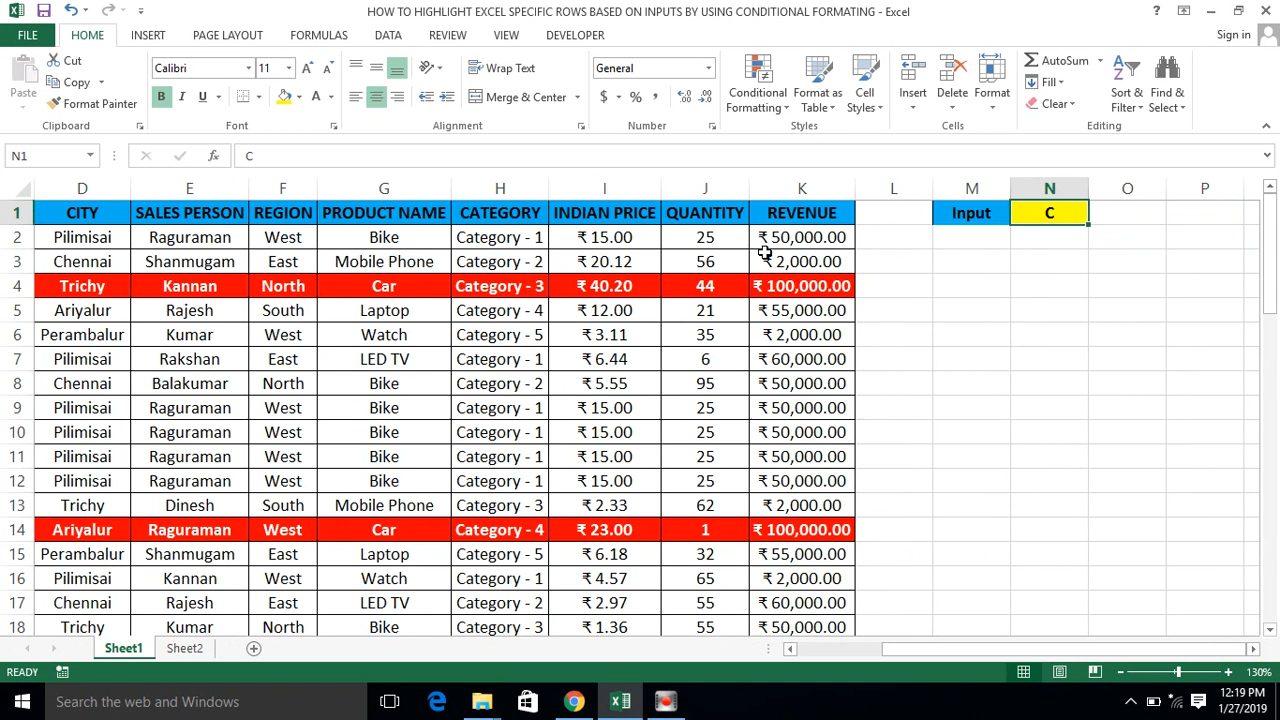 HOW TO HIGHLIGHT EXCEL SPECIFIC ROWS BASED ON INPUTS BY USING CONDITIONAL FORMATING - Excel
FILE HOME INSERT PAGE LAYOUT FORMULAS DATA REVIEW VIEW DEVELOPER Sign in
Paste Cut Copy Format Painter
Calibri 11 B I U A
Wrap Text Merge & Center
General $ % ,
Conditional Formatting Format as Table Cell Styles
Insert Delete Format
AutoSum Fill Clear Sort & Filter Find & Select
Clipboard Font Alignment Number Styles Cells Editing
N1 fx C
D E F G H I J K L M N O P
1 CITY SALES PERSON REGION PRODUCT NAME CATEGORY INDIAN PRICE QUANTITY REVENUE Input C
2 Pilimisai Raguraman West Bike Category - 1 ₹ 15.00 25 ₹ 50,000.00
3 Chennai Shanmugam East Mobile Phone Category - 2 ₹ 20.12 56 ₹ 2,000.00
4 Trichy Kannan North Car Category - 3 ₹ 40.20 44 ₹ 100,000.00
5 Ariyalur Rajesh South Laptop Category - 4 ₹ 12.00 21 ₹ 55,000.00
6 Perambalur Kumar West Watch Category - 5 ₹ 3.11 35 ₹ 2,000.00
7 Pilimisai Rakshan East LED TV Category - 1 ₹ 6.44 6 ₹ 60,000.00
8 Chennai Balakumar North Bike Category - 2 ₹ 5.55 95 ₹ 50,000.00
9 Pilimisai Raguraman West Bike Category - 1 ₹ 15.00 25 ₹ 50,000.00
10 Pilimisai Raguraman West Bike Category - 1 ₹ 15.00 25 ₹ 50,000.00
11 Pilimisai Raguraman West Bike Category - 1 ₹ 15.00 25 ₹ 50,000.00
12 Pilimisai Raguraman West Bike Category - 1 ₹ 15.00 25 ₹ 50,000.00
13 Trichy Dinesh South Mobile Phone Category - 3 ₹ 2.33 62 ₹ 2,000.00
14 Ariyalur Raguraman West Car Category - 4 ₹ 23.00 1 ₹ 100,000.00
15 Perambalur Shanmugam East Laptop Category - 5 ₹ 6.18 32 ₹ 55,000.00
16 Pilimisai Kannan West Watch Category - 1 ₹ 4.57 65 ₹ 2,000.00
17 Chennai Rajesh East LED TV Category - 2 ₹ 2.97 55 ₹ 60,000.00
18 Trichy Kumar North Bike Category - 3 ₹ 1.36 55 ₹ 50,000.00
Sheet1 Sheet2
READY 130%
Search the web and Windows
12:19 PM
1/27/2019